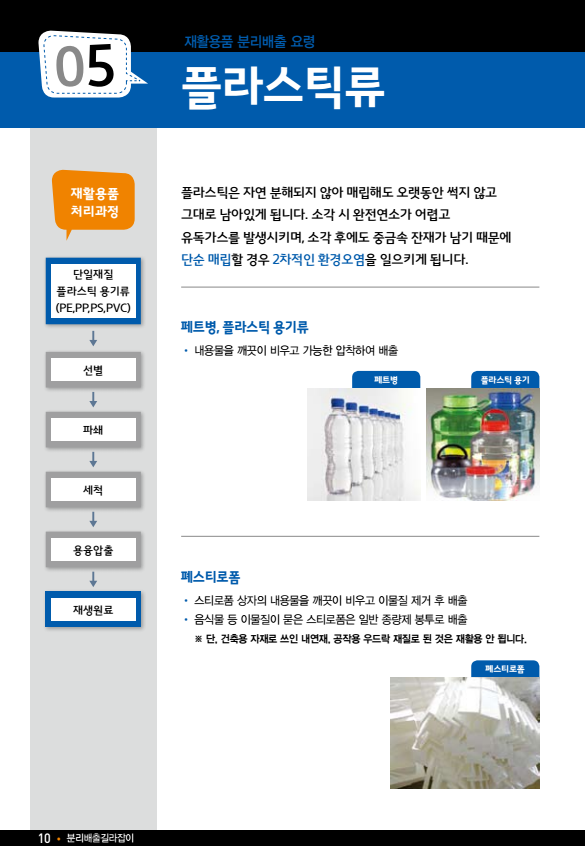 05
재활용품 분리배출 요령
플라스틱류
재활용품
처리과정
단일재질
플라스틱 용기류
(PE,PP,PS,PVC)
선별
파쇄
세척
용융압출
재생원료
플라스틱은 자연 분해되지 않아 매립해도 오랫동안 썩지 않고
그대로 남아있게 됩니다. 소각 시 완전연소가 어렵고
유독가스를 발생시키며, 소각 후에도 중금속 잔재가 남기 때문에
단순 매립할 경우 2차적인 환경오염을 일으키게 됩니다.
페트병, 플라스틱 용기류
• 내용물을 깨끗이 비우고 가능한 압착하여 배출
페트병
플라스틱 용기
폐스티로폼
• 스티로폼 상자의 내용물을 깨끗이 비우고 이물질 제거 후 배출
• 음식물 등 이물질이 묻은 스티로폼은 일반 종량제 봉투로 배출
※ 단, 건축용 자재로 쓰인 내연재, 공작용 우드락 재질로 된 것은 재활용 안 됩니다.
폐스티로폼
10 • 분리배출길라잡이